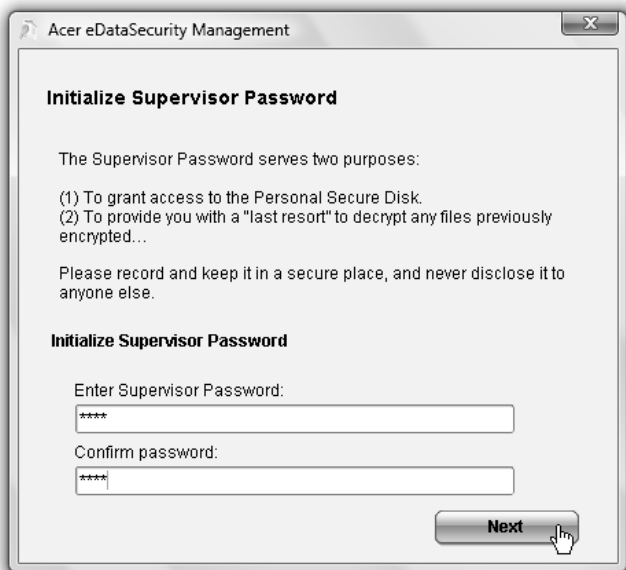 Acer eDataSecurity Management
Initialize Supervisor Password
The Supervisor Password serves two purposes:
(1) To grant access to the Personal Secure Disk.
(2) To provide you with a "last resort" to decrypt any files previously
encrypted...
Please record and keep it in a secure place, and never disclose it to
anyone else.
Initialize Supervisor Password
Enter Supervisor Password:
****
Confirm password:
****
Next